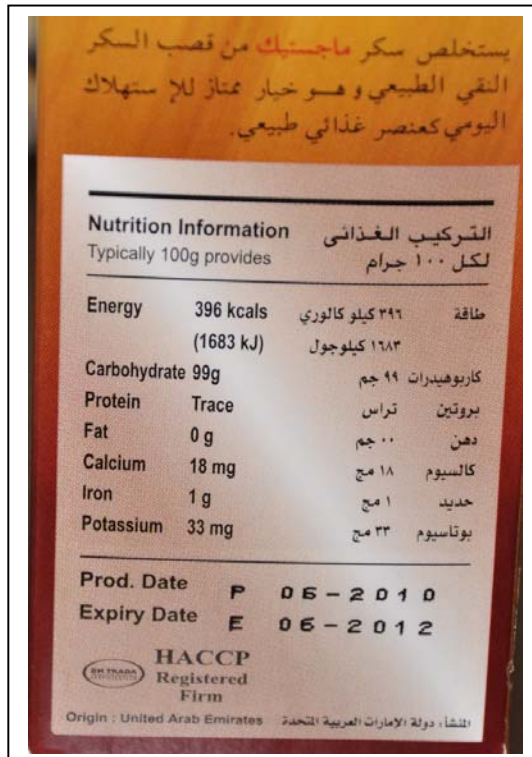 يستخلص سكر ماجستيك من قصب السكر
النقي الطبيعي وهو خيار ممتاز للإ ستهلاك
اليومي كعنصر غذائي طبيعي.
Nutrition Information التركيب الغذائى
Typically 100g provides لكل ١٠٠ جرام
Energy 396 kcals ٣٩٦ كيلو كالوري طاقة
(1683 kJ) ١٦٨٣ كيلوجول
Carbohydrate 99g ٩٩ جم كاربوهيدرات
Protein Trace تراس بروتين
Fat 0 g ٠٠ جم دهن
Calcium 18 mg ١٨ مج كالسيوم
Iron 1 g ١ مج حديد
Potassium 33 mg ٣٣ مج بوتاسيوم
Prod. Date P 06-2010
Expiry Date E 06-2012
HACCP
Registered
Firm
Origin : United Arab Emirates المنشأ: دولة الإمارات العربية المتحدة